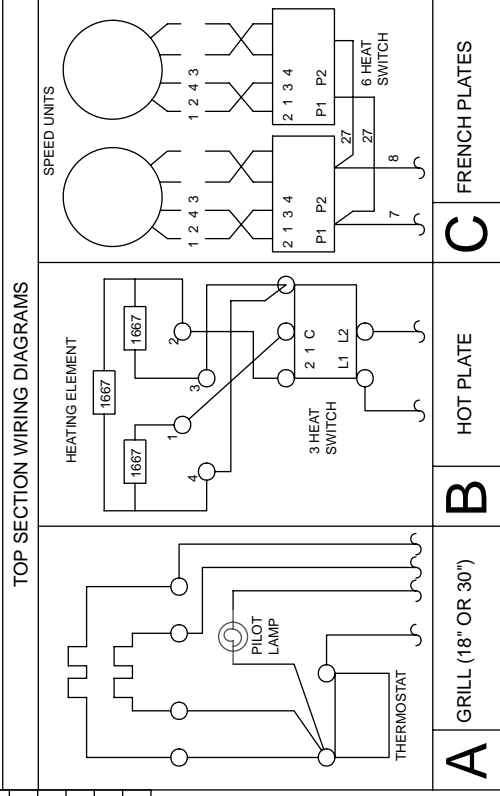 TOP SECTION WIRING DIAGRAMS
PILOT
LAMP
THERMOSTAT
A
GRILL (18" OR 30")
HEATING ELEMENT
1667
1667
1667
4
1
3
2
3 HEAT
SWITCH
2 1 C
L1 L2
B
HOT PLATE
SPEED UNITS
1 2 4 3
1 2 4 3
2 1 3 4
P1 P2
2 1 3 4
P1 P2
6 HEAT
SWITCH
27
27
7
8
C
FRENCH PLATES